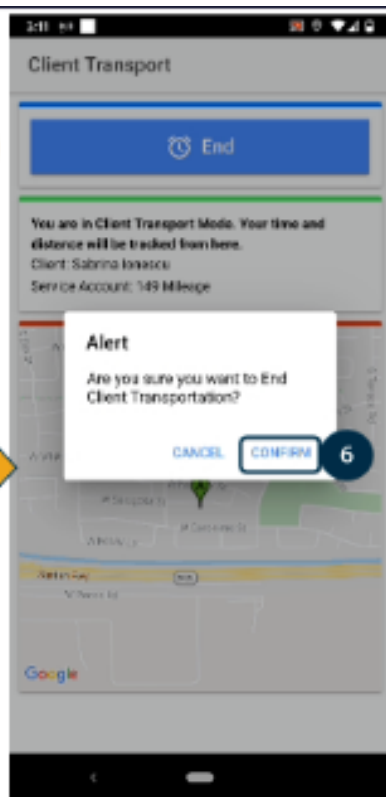 Client Transport
End
You are in Client Transport Mode. Your time and
distance will be tracked from here.
Client: Sabrina Ionescu
Service Account: 149 Mileage
Alert
Are you sure you want to End
Client Transportation?
CANCEL
CONFIRM
6
Google